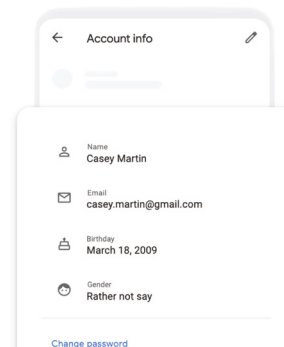 Account info
Name
Casey Martin
Email
casey.martin@gmail.com
Birthday
March 18, 2009
Gender
Rather not say
Change password